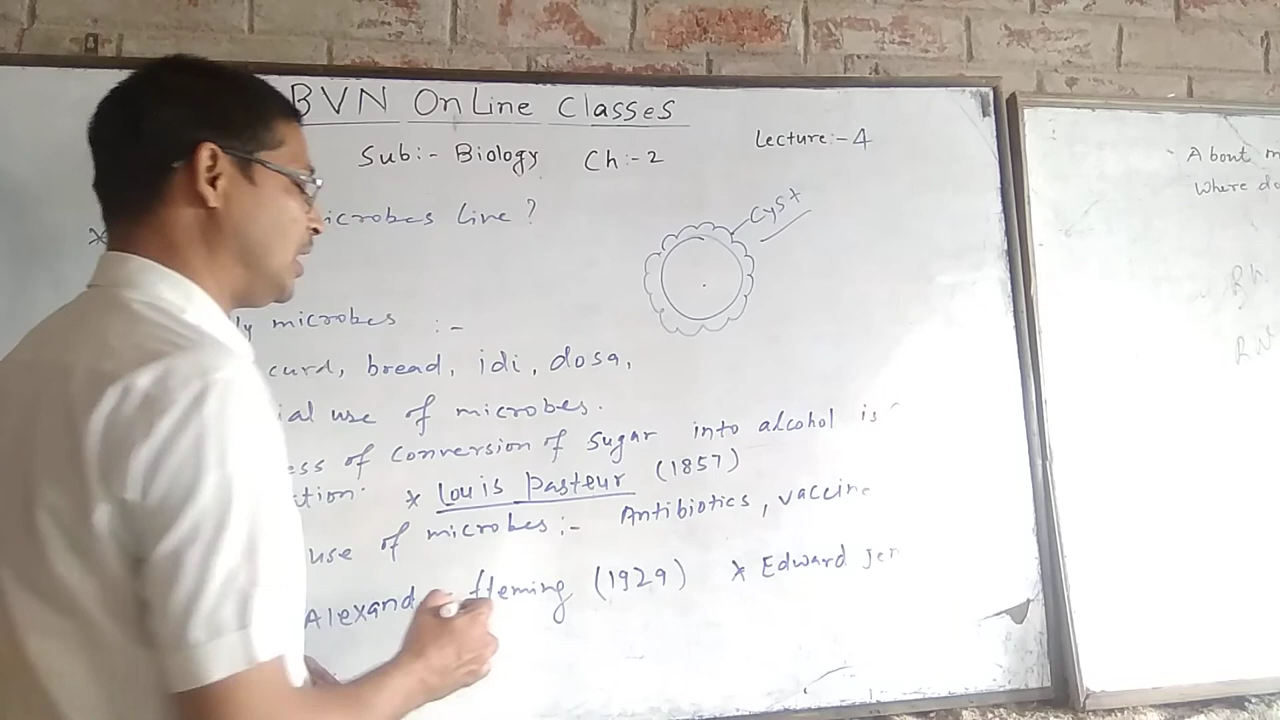 BVN OnLine Classes
Sub:- Biology Ch:-2
Lecture:-4
icrobes live?
Cyst
ly microbes :-
curd, bread, idi, dosa,
ial use of microbes.
ess of conversion of sugar into alcohol is
tion. * Louis Pasteur (1857)
use of microbes:- Antibiotics, vaccine
Alexand fleming (1929) * Edward Jen
About m
Where do